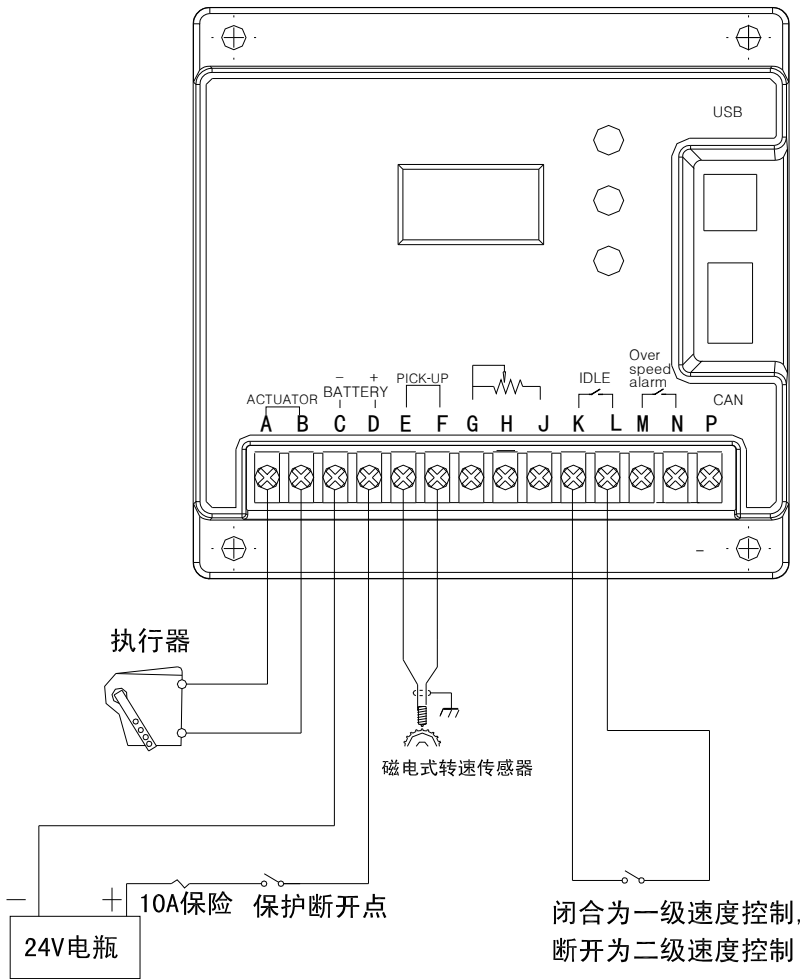 USB
Over
speed
alarm
IDLE
PICK-UP
- +
BATTERY
ACTUATOR
CAN
A B C D E F G H J K L M N P
执行器
磁电式转速传感器
- +
10A保险 保护断开点
24V电瓶
闭合为一级速度控制,
断开为二级速度控制